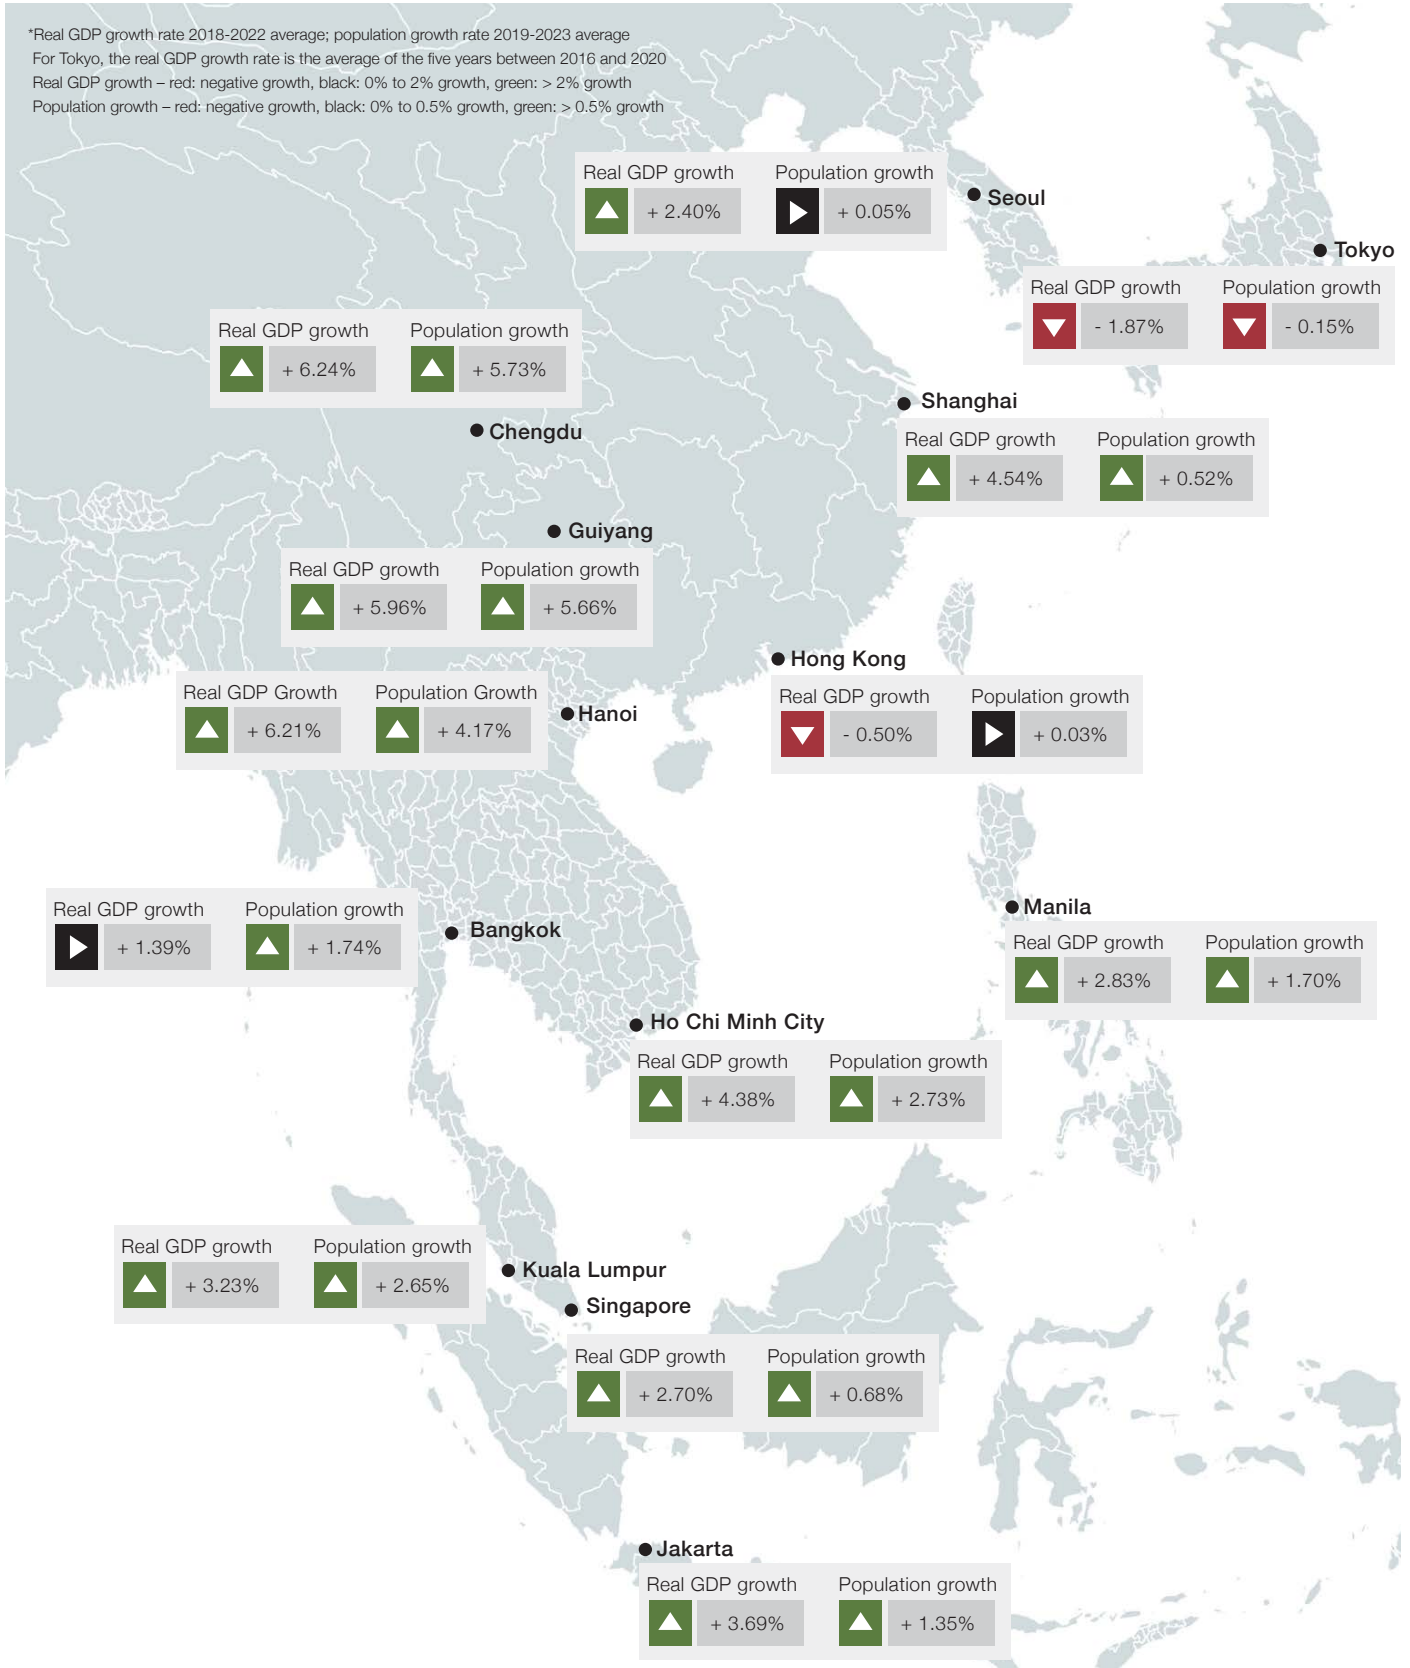 *Real GDP growth rate 2018-2022 average; population growth rate 2019-2023 average
For Tokyo, the real GDP growth rate is the average of the five years between 2016 and 2020
Real GDP growth – red: negative growth, black: 0% to 2% growth, green: > 2% growth
Population growth – red: negative growth, black: 0% to 0.5% growth, green: > 0.5% growth
Real GDP growth Population growth
+ 2.40% + 0.05%
Seoul
Tokyo
Real GDP growth Population growth
- 1.87% - 0.15%
Real GDP growth Population growth
+ 6.24% + 5.73%
Chengdu
Shanghai
Real GDP growth Population growth
+ 4.54% + 0.52%
Guiyang
Real GDP growth Population growth
+ 5.96% + 5.66%
Hong Kong
Real GDP growth Population growth
- 0.50% + 0.03%
Real GDP Growth Population Growth
+ 6.21% + 4.17%
Hanoi
Real GDP growth Population growth
+ 1.39% + 1.74%
Bangkok
Manila
Real GDP growth Population growth
+ 2.83% + 1.70%
Ho Chi Minh City
Real GDP growth Population growth
+ 4.38% + 2.73%
Real GDP growth Population growth
+ 3.23% + 2.65%
Kuala Lumpur
Singapore
Real GDP growth Population growth
+ 2.70% + 0.68%
Jakarta
Real GDP growth Population growth
+ 3.69% + 1.35%